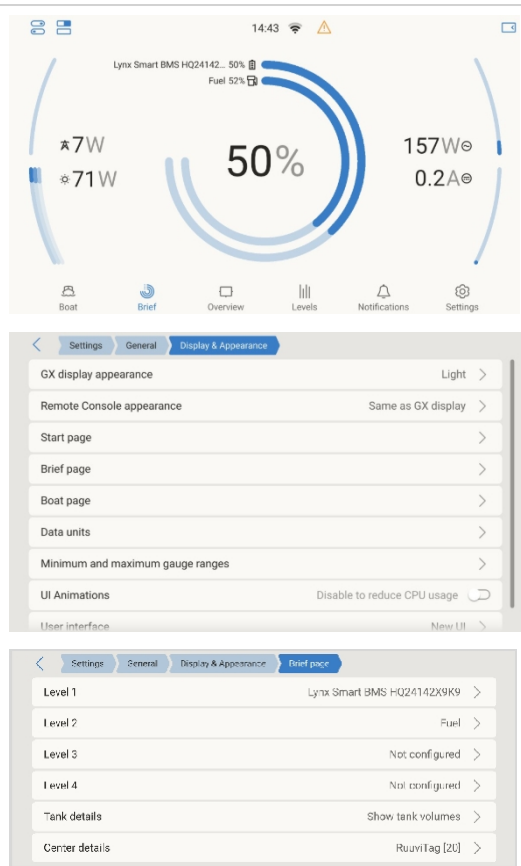 14:43
Lynx Smart BMS HQ24142... 50%
Fuel 52%
7W
71W
50%
157W
0.2A
Boat
Brief
Overview
Levels
Notifications
Settings
Settings General Display & Appearance
GX display appearance Light
Remote Console appearance Same as GX display
Start page
Brief page
Boat page
Data units
Minimum and maximum gauge ranges
UI Animations Disable to reduce CPU usage
User interface New UI
Settings General Display & Appearance Brief page
Level 1 Lynx Smart BMS HQ24142X9K9
Level 2 Fuel
Level 3 Not configured
Level 4 Not configured
Tank details Show tank volumes
Center details RuuviTag [20]